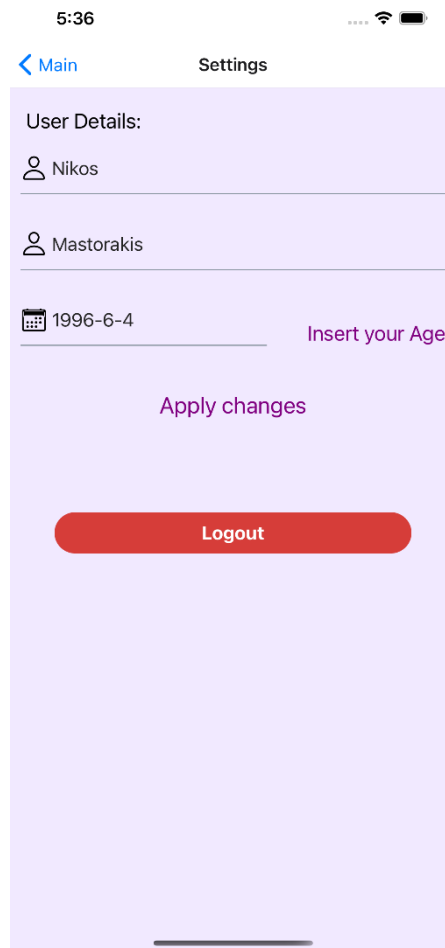 5:36
Main
Settings
User Details:
Nikos
Mastorakis
1996-6-4
Insert your Age
Apply changes
Logout